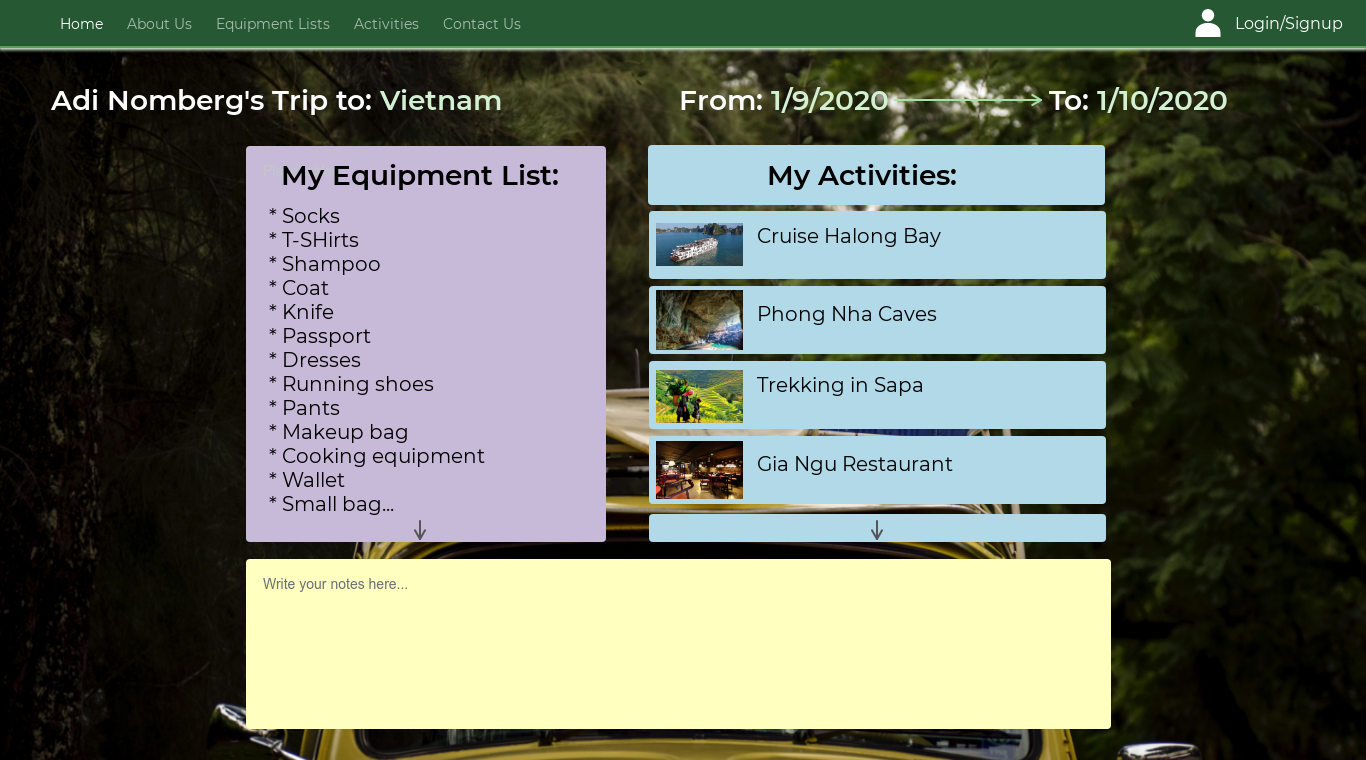 Home About Us Equipment Lists Activities Contact Us Login/Signup
Adi Nomberg's Trip to: Vietnam From: 1/9/2020 To: 1/10/2020
My Equipment List:
* Socks
* T-SHirts
* Shampoo
* Coat
* Knife
* Passport
* Dresses
* Running shoes
* Pants
* Makeup bag
* Cooking equipment
* Wallet
* Small bag...
My Activities:
Cruise Halong Bay
Phong Nha Caves
Trekking in Sapa
Gia Ngu Restaurant
Write your notes here...